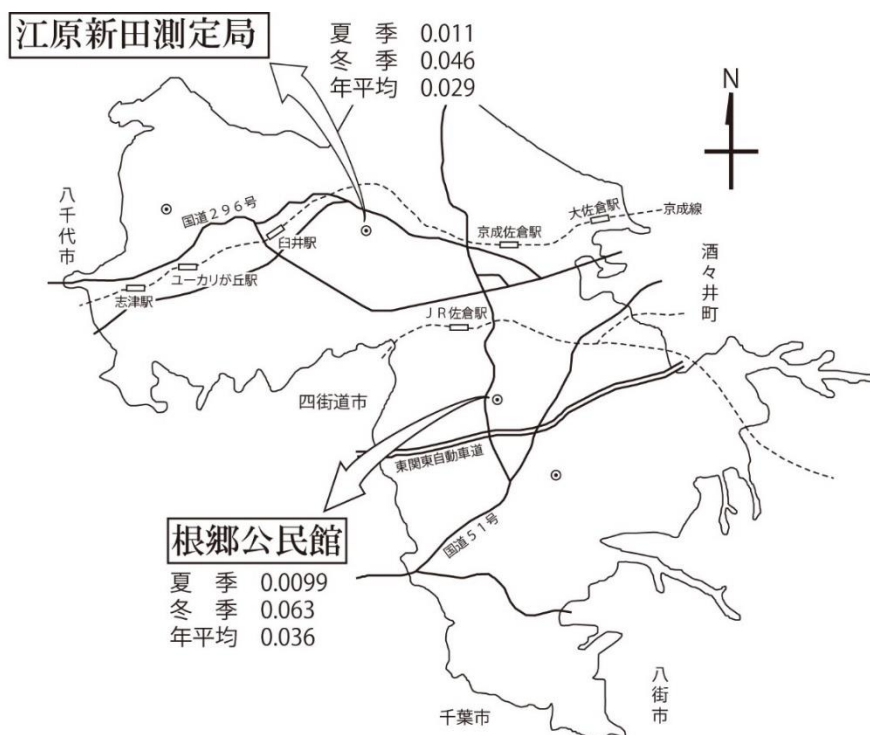 江原新田測定局
夏　季　0.011
冬　季　0.046
年平均　0.029
N
八千代市
国道２９６号
臼井駅
京成佐倉駅
大佐倉駅
京成線
酒々井町
ユーカリが丘駅
志津駅
ＪＲ佐倉駅
四街道市
東関東自動車道
国道５１号
根郷公民館
夏　季　0.0099
冬　季　0.063
年平均　0.036
千葉市
八街市